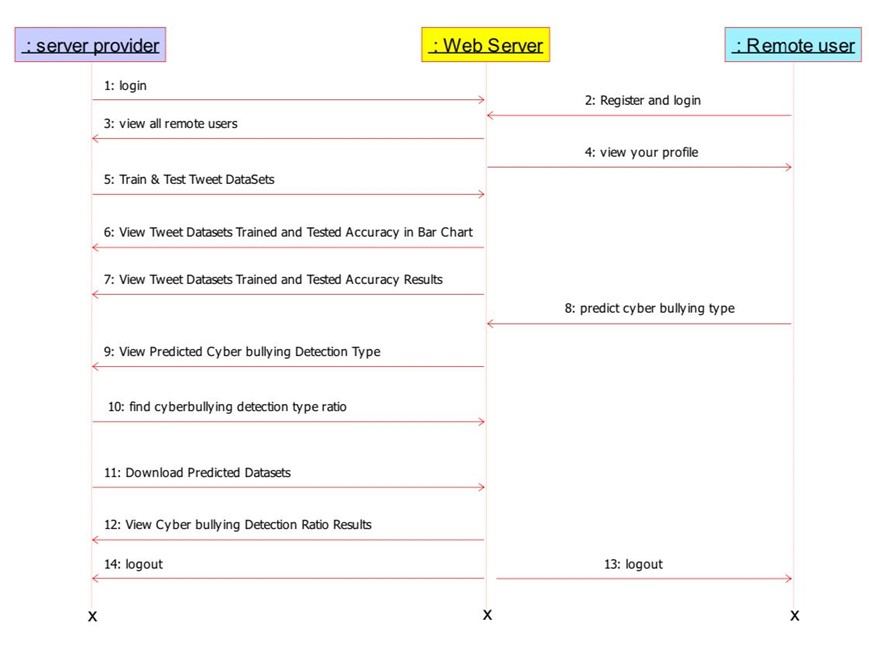 : server provider
: Web Server
: Remote user
1: login
2: Register and login
3: view all remote users
4: view your profile
5: Train & Test Tweet DataSets
6: View Tweet Datasets Trained and Tested Accuracy in Bar Chart
7: View Tweet Datasets Trained and Tested Accuracy Results
8: predict cyber bullying type
9: View Predicted Cyber bullying Detection Type
10: find cyberbullying detection type ratio
11: Download Predicted Datasets
12: View Cyber bullying Detection Ratio Results
14: logout
13: logout
x
x
x